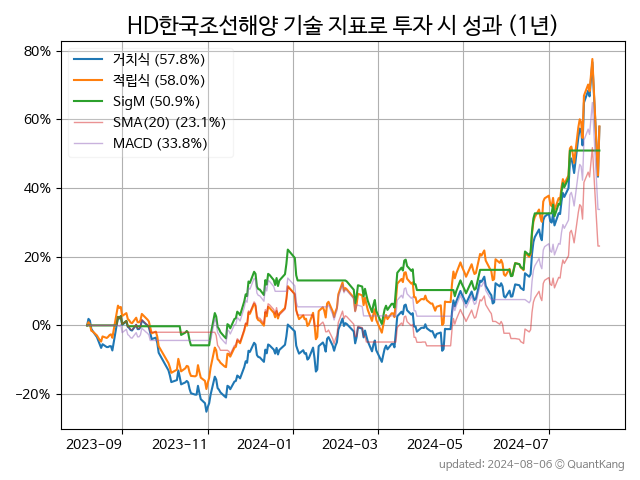 HD한국조선해양 기술 지표로 투자 시 성과 (1년)
거치식 (57.8%)
적립식 (58.0%)
SigM (50.9%)
SMA(20) (23.1%)
MACD (33.8%)
80%
60%
40%
20%
0%
−20%
2023-09
2023-11
2024-01
2024-03
2024-05
2024-07
updated: 2024-08-06 © QuantKang